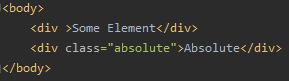 <body>
<div >Some Element</div>
<div class="absolute">Absolute</div>
</body>